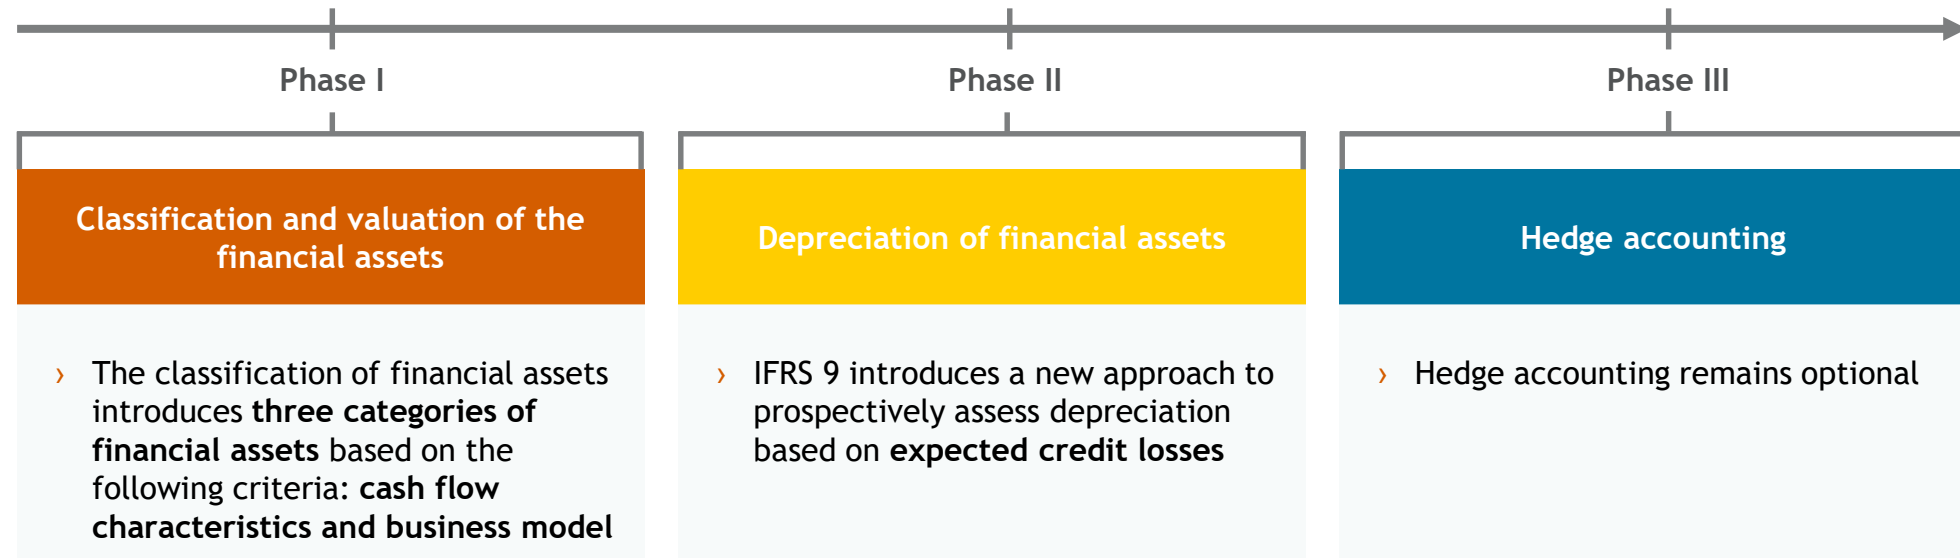 Phase I
Phase II
Phase III
Classification and valuation of the
financial assets
Depreciation of financial assets
Hedge accounting
› The classification of financial assets
introduces three categories of
financial assets based on the
following criteria: cash flow
characteristics and business model
› IFRS 9 introduces a new approach to
prospectively assess depreciation
based on expected credit losses
› Hedge accounting remains optional